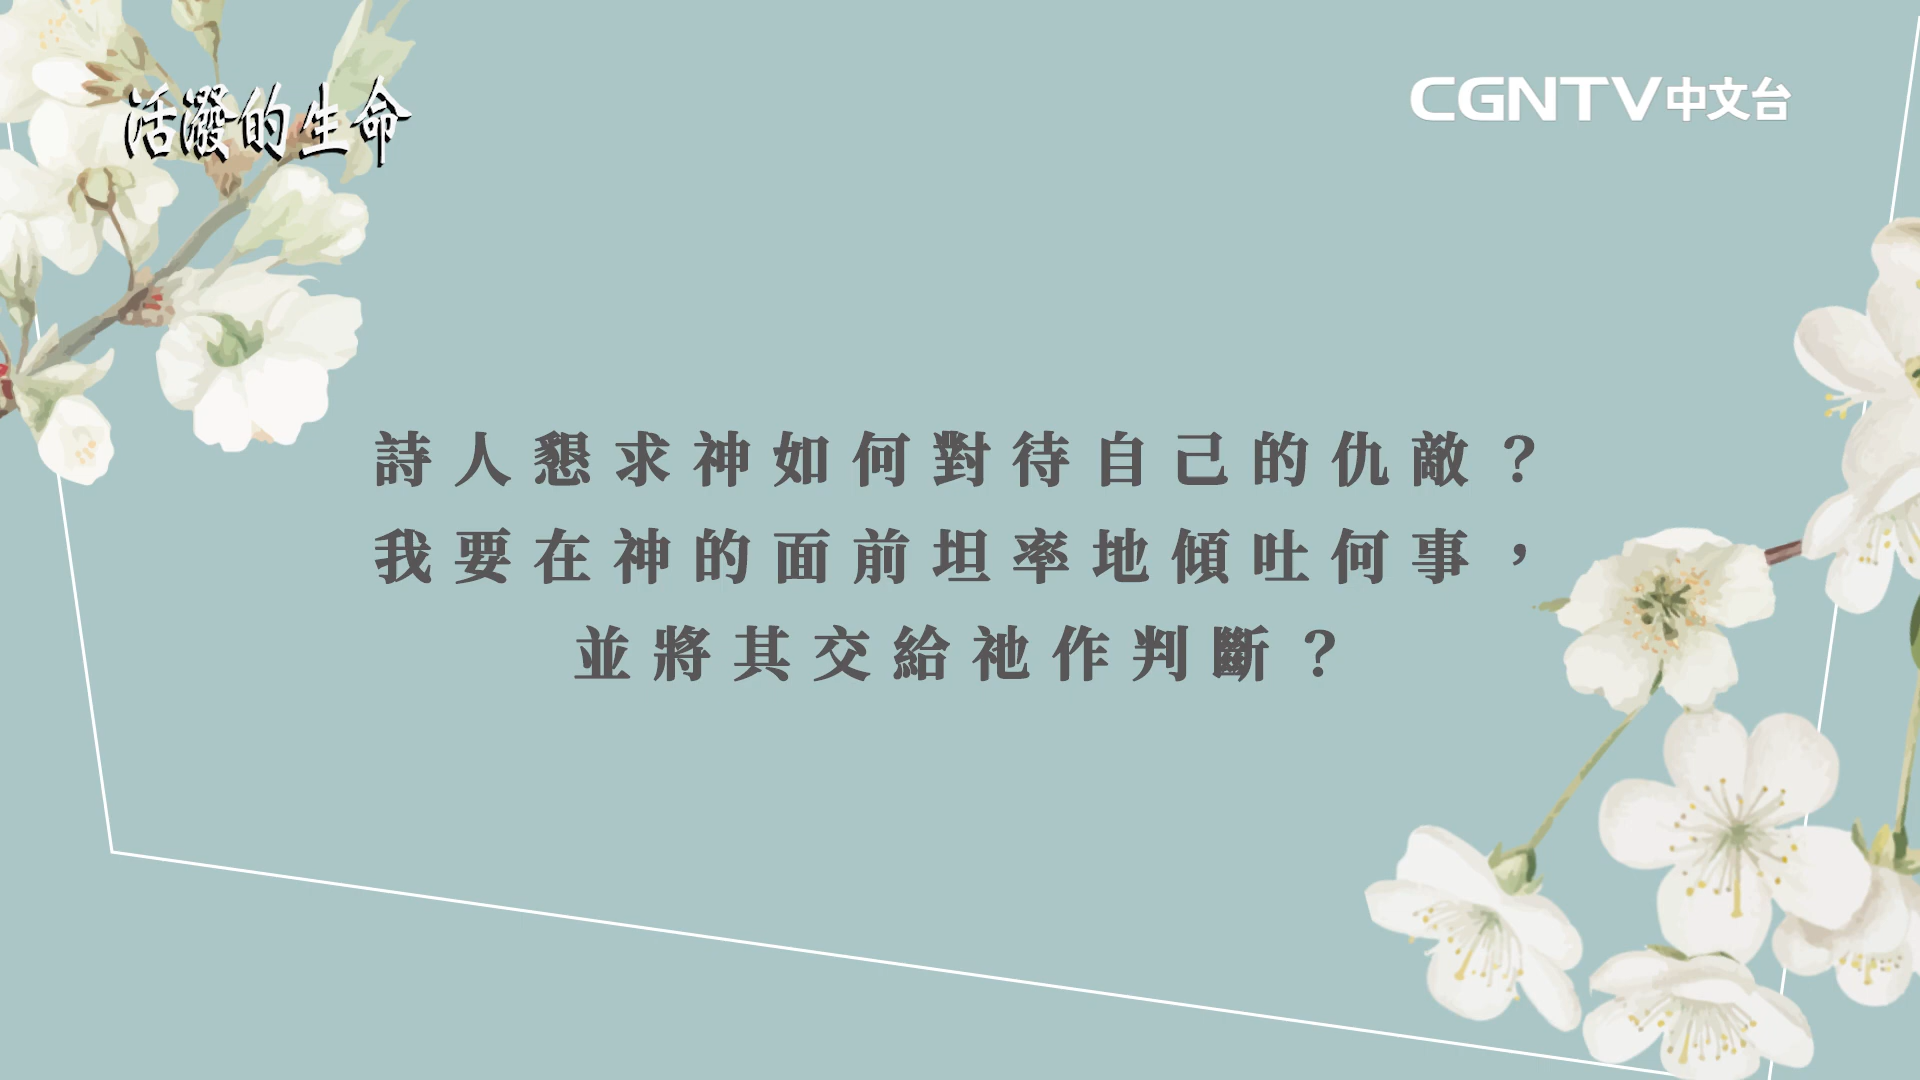 活潑的生命
CGNTV中文台
詩人懇求神如何對待自己的仇敵？
我要在神的面前坦率地傾吐何事，
並將其交給祂作判斷？